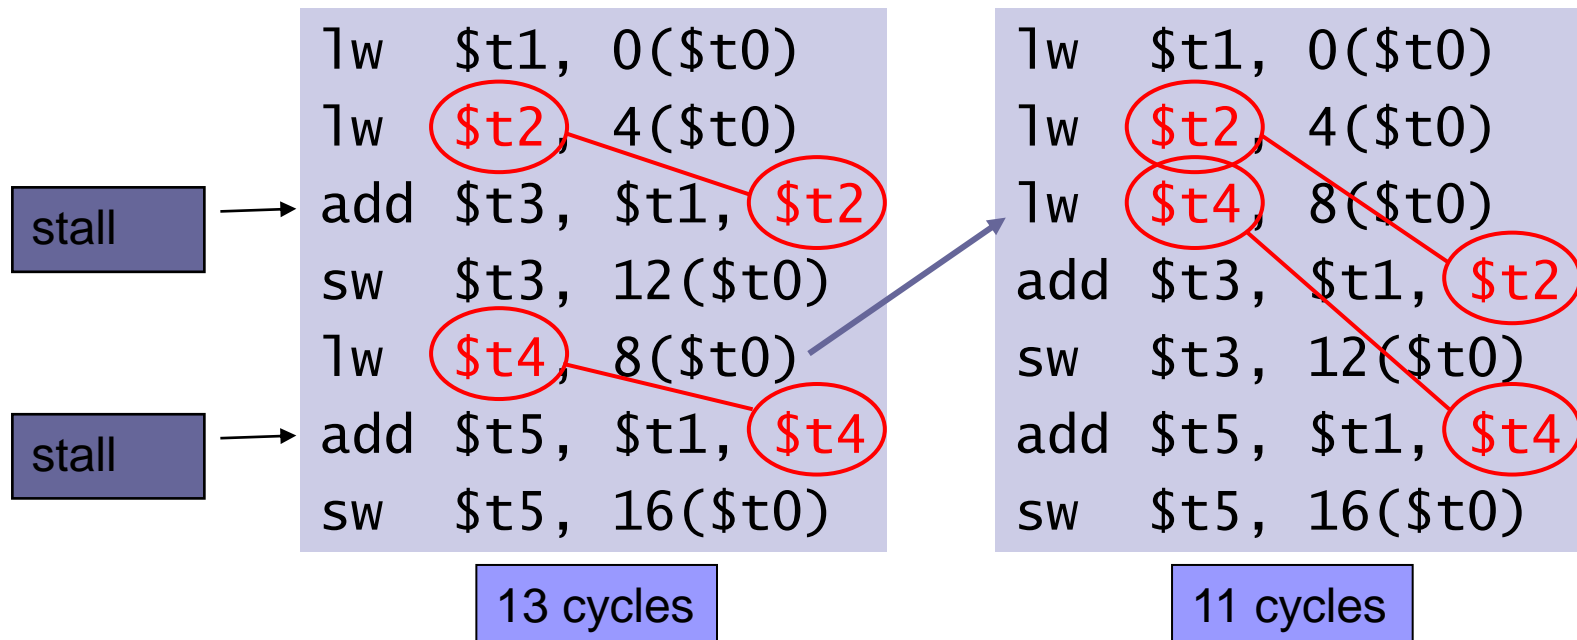 lw $t1, 0($t0)
lw $t2, 4($t0)
stall
add $t3, $t1, $t2
sw $t3, 12($t0)
lw $t4, 8($t0)
stall
add $t5, $t1, $t4
sw $t5, 16($t0)
13 cycles
lw $t1, 0($t0)
lw $t2, 4($t0)
lw $t4, 8($t0)
add $t3, $t1, $t2
sw $t3, 12($t0)
add $t5, $t1, $t4
sw $t5, 16($t0)
11 cycles